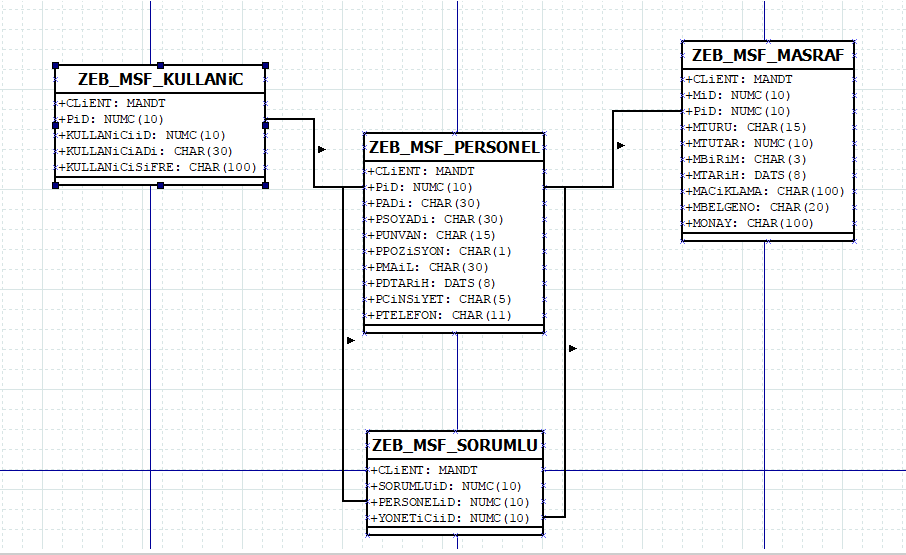 ZEB_MSF_KULLANiC
+CLiENT: MANDT
+PiD: NUMC(10)
+KULLANiCiiD: NUMC(10)
+KULLANiCiADi: CHAR(30)
+KULLANiCiSiFRE: CHAR(100)
ZEB_MSF_PERSONEL
+CLiENT: MANDT
+PiD: NUMC(10)
+PADi: CHAR(30)
+PSOYADi: CHAR(30)
+PUNVAN: CHAR(15)
+PPOZiSYON: CHAR(1)
+PMAiL: CHAR(30)
+PDTARiH: DATS(8)
+PCiNSiYET: CHAR(5)
+PTELEFON: CHAR(11)
ZEB_MSF_MASRAF
+CLiENT: MANDT
+MiD: NUMC(10)
+PiD: NUMC(10)
+MTURU: CHAR(15)
+MTUTAR: NUMC(10)
+MBiRiM: CHAR(3)
+MTARiH: DATS(8)
+MACiKLAMA: CHAR(100)
+MBELGENO: CHAR(20)
+MONAY: CHAR(100)
ZEB_MSF_SORUMLU
+CLiENT: MANDT
+SORUMLUiD: NUMC(10)
+PERSONELiD: NUMC(10)
+YONETiCiiD: NUMC(10)